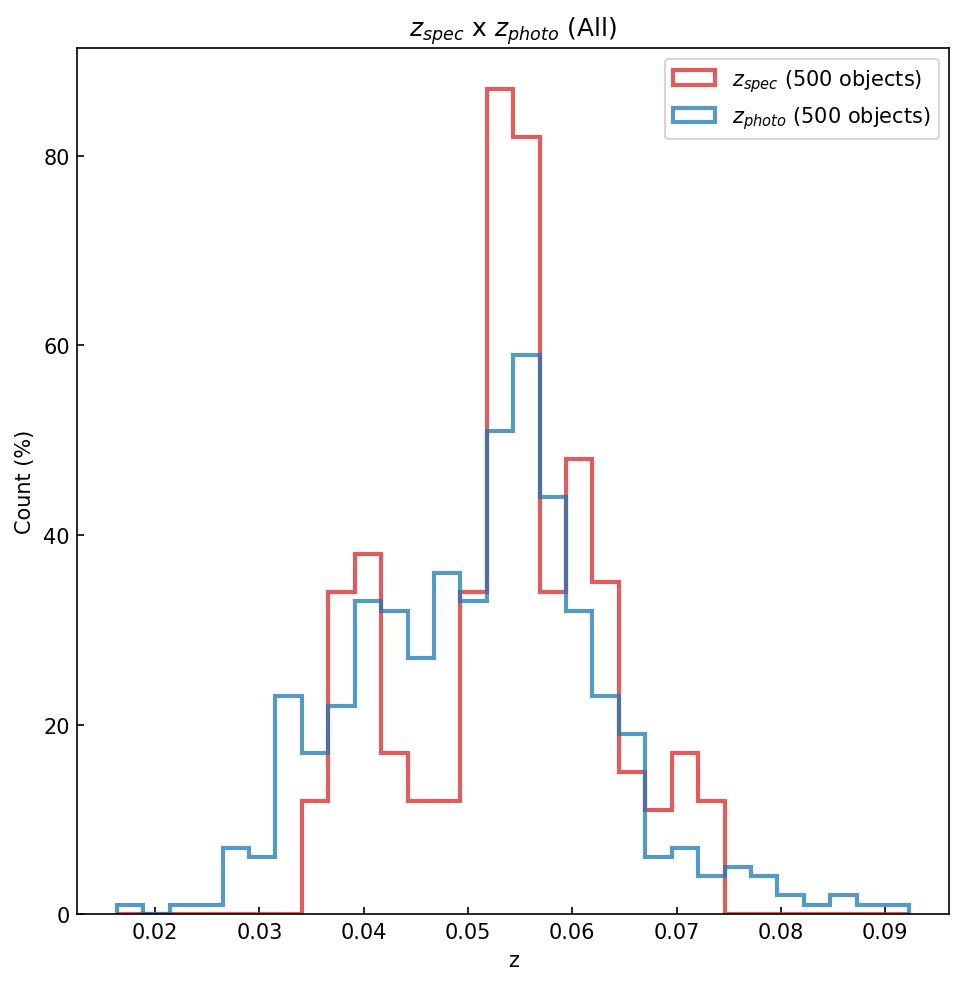 z_spec x z_photo (All)
z_spec (500 objects)
z_photo (500 objects)
Count (%)
80
60
40
20
0
0.02 0.03 0.04 0.05 0.06 0.07 0.08 0.09
z